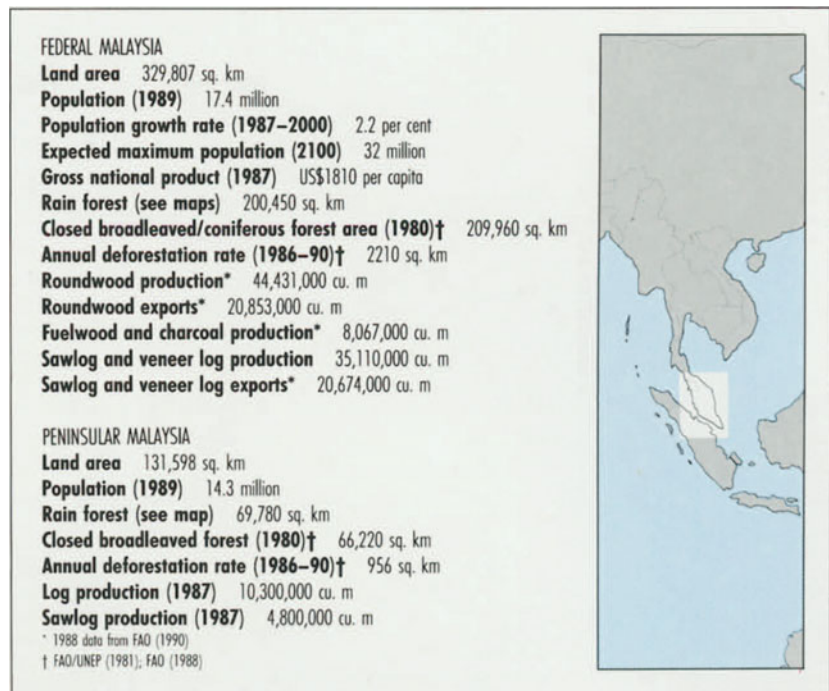 FEDERAL MALAYSIA
Land area 329,807 sq. km
Population (1989) 17.4 million
Population growth rate (1987–2000) 2.2 per cent
Expected maximum population (2100) 32 million
Gross national product (1987) US$1810 per capita
Rain forest (see maps) 200,450 sq. km
Closed broadleaved/coniferous forest area (1980)† 209,960 sq. km
Annual deforestation rate (1986–90)† 2210 sq. km
Roundwood production* 44,431,000 cu. m
Roundwood exports* 20,853,000 cu. m
Fuelwood and charcoal production* 8,067,000 cu. m
Sawlog and veneer log production 35,110,000 cu. m
Sawlog and veneer log exports* 20,674,000 cu. m
PENINSULAR MALAYSIA
Land area 131,598 sq. km
Population (1989) 14.3 million
Rain forest (see map) 69,780 sq. km
Closed broadleaved forest (1980)† 66,220 sq. km
Annual deforestation rate (1986–90)† 956 sq. km
Log production (1987) 10,300,000 cu. m
Sawlog production (1987) 4,800,000 cu. m
* 1988 data from FAO (1990)
† FAO/UNEP (1981); FAO (1988)